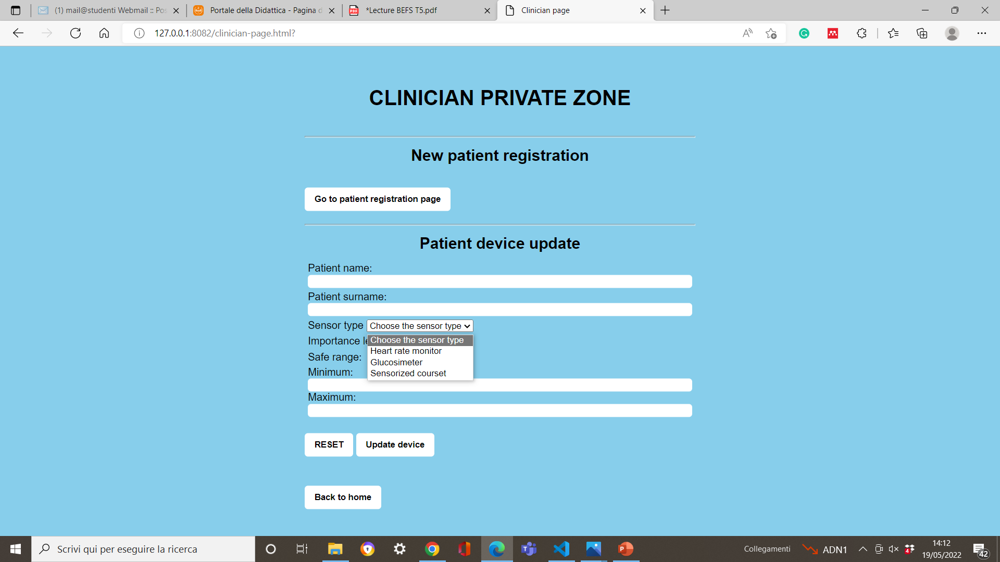 (1) mail@studenti Webmail :: Pos
Portale della Didattica - Pagina d
*Lecture BEFS T5.pdf
Clinician page
127.0.0.1:8082/clinician-page.html?
CLINICIAN PRIVATE ZONE
New patient registration
Go to patient registration page
Patient device update
Patient name:
Patient surname:
Sensor type Choose the sensor type
Choose the sensor type
Importance le
Heart rate monitor
Safe range:
Glucosimeter
Minimum:
Sensorized courset
Maximum:
RESET Update device
Back to home
Scrivi qui per eseguire la ricerca
Collegamenti
ADN1
4
14:12
19/05/2022
42